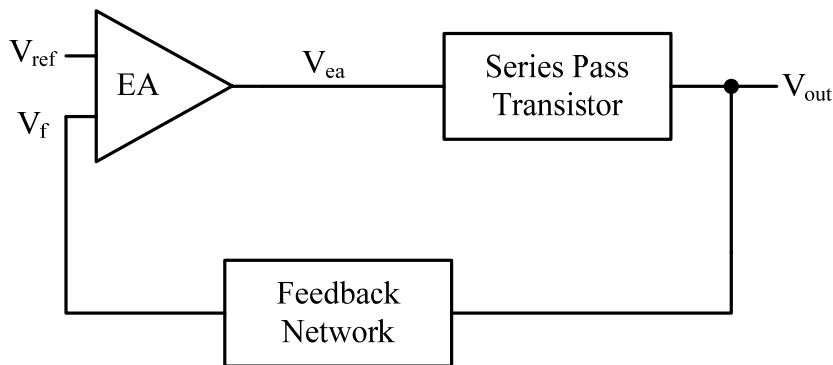 V_ref
V_f
EA
V_ea
Series Pass
Transistor
V_out
Feedback
Network